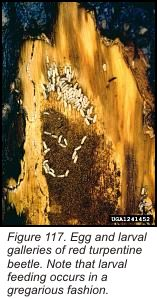 UGA1241452
Figure 117. Egg and larval
galleries of red turpentine
beetle. Note that larval
feeding occurs in a
gregarious fashion.